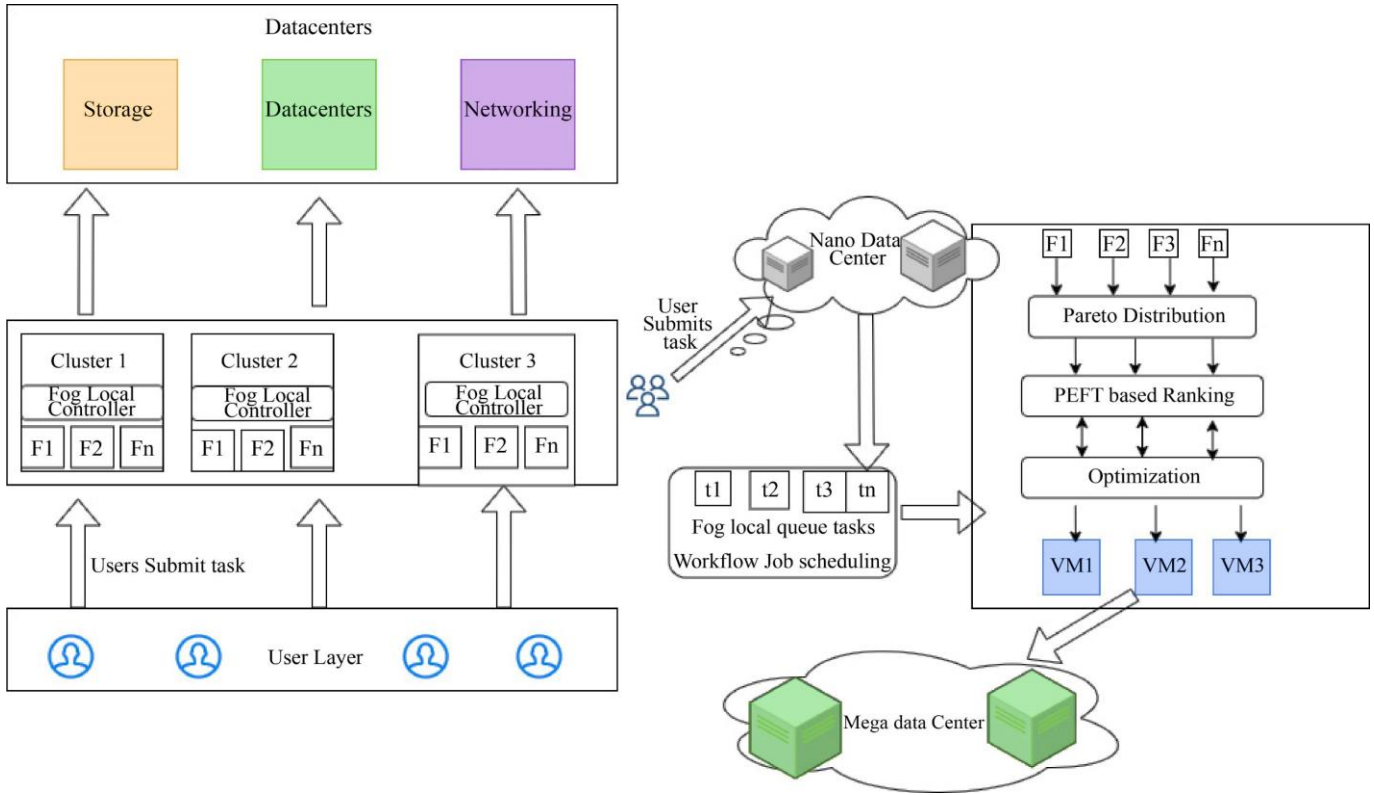 Datacenters
Storage
Datacenters
Networking
Cluster 1
Fog Local
Controller
F1
F2
Fn
Cluster 2
Fog Local
Controller
F1
F2
Fn
Cluster 3
Fog Local
Controller
F1
F2
Fn
Users Submit task
User Layer
User
Submits
task
Nano Data
Center
t1
t2
t3
tn
Fog local queue tasks
Workflow Job scheduling
F1
F2
F3
Fn
Pareto Distribution
PEFT based Ranking
Optimization
VM1
VM2
VM3
Mega data Center